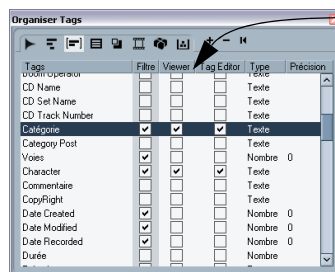 Organiser Tags
Tags Filtre Viewer Tag Editor Type Précision
Boom Operator Texte
CD Name Texte
CD Set Name Texte
CD Track Number Texte
Catégorie Texte
Category Post Texte
Voies Nombre 0
Character Texte
Commentaire Texte
CopyRight Texte
Date Created Nombre 0
Date Modified Nombre 0
Date Recorded Nombre 0
Durée Nombre